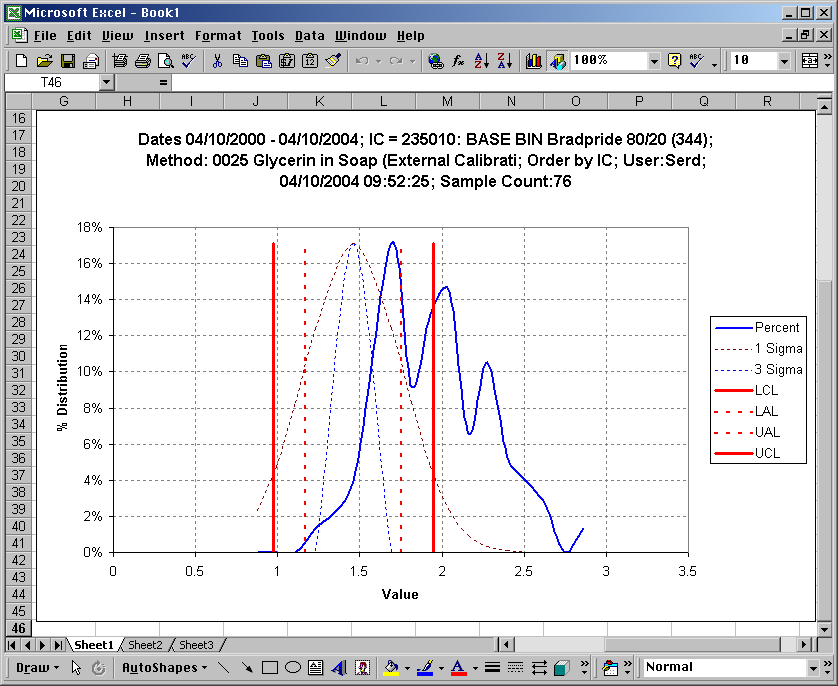 Microsoft Excel - Book1
File Edit View Insert Format Tools Data Window Help
100% 10
T46 =
G H I J K L M N O P Q R
16
17
18
19
20
21
22
23
24
25
26
27
28
29
30
31
32
33
34
35
36
37
38
39
40
41
42
43
44
45
46
Dates 04/10/2000 - 04/10/2004; IC = 235010: BASE BIN Bradpride 80/20 (344);
Method: 0025 Glycerin in Soap (External Calibrati; Order by IC; User:Serd;
04/10/2004 09:52:25; Sample Count:76
% Distribution
18%
16%
14%
12%
10%
8%
6%
4%
2%
0%
0 0.5 1 1.5 2 2.5 3 3.5
Value
Percent
1 Sigma
3 Sigma
LCL
LAL
UAL
UCL
Sheet1 Sheet2 Sheet3
Draw AutoShapes Normal